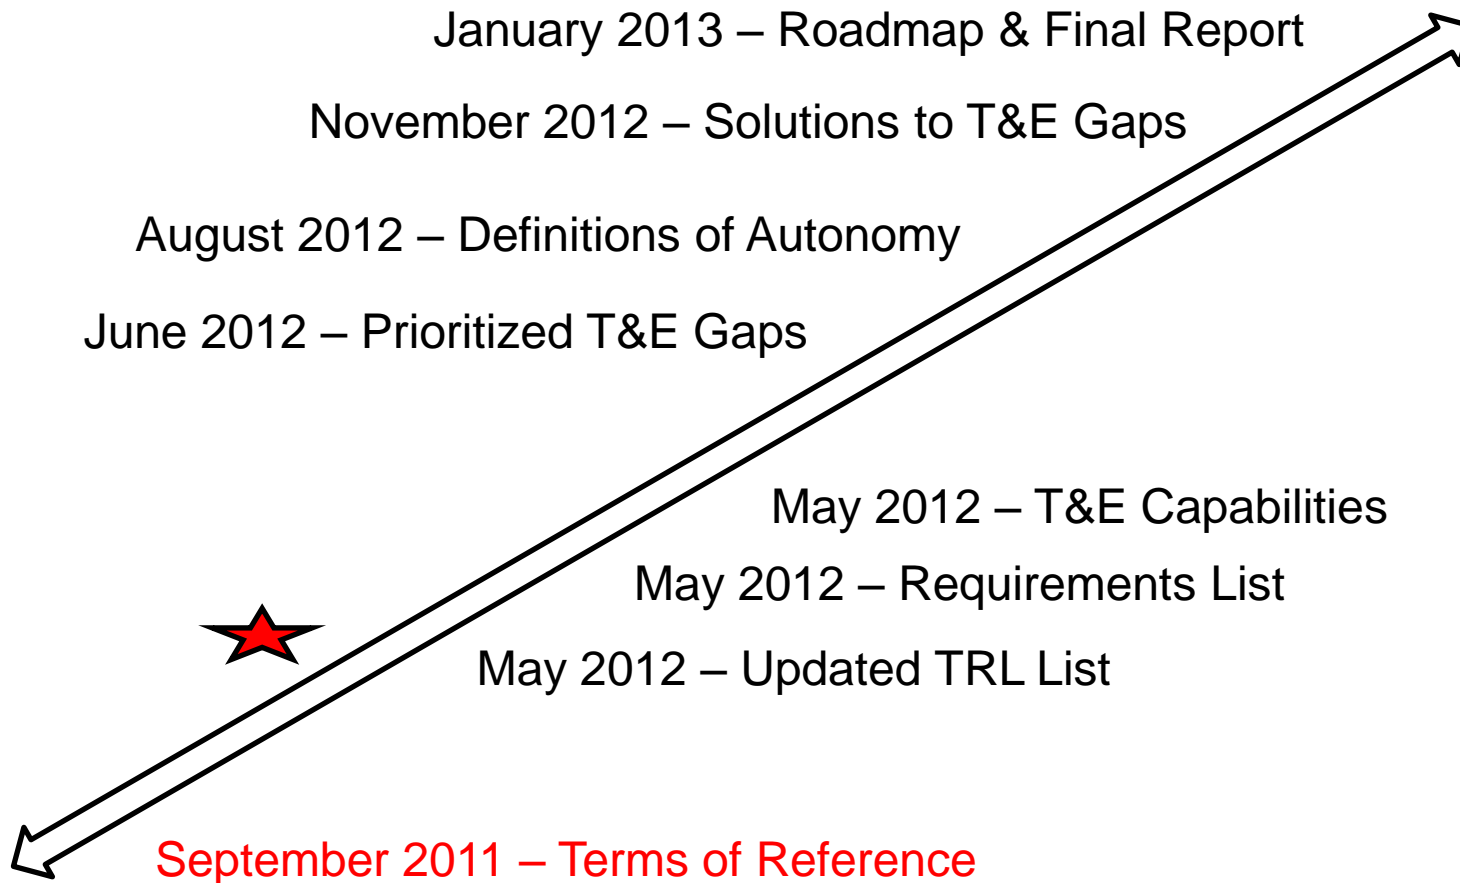 January 2013 – Roadmap & Final Report
November 2012 – Solutions to T&E Gaps
August 2012 – Definitions of Autonomy
June 2012 – Prioritized T&E Gaps
May 2012 – T&E Capabilities
May 2012 – Requirements List
May 2012 – Updated TRL List
September 2011 – Terms of Reference